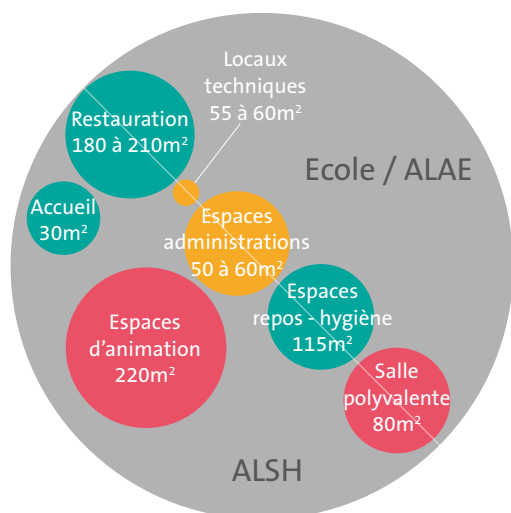 Locaux
techniques
55 à 60m²
Restauration
180 à 210m²
Ecole / ALAE
Accueil
30m²
Espaces
administrations
50 à 60m²
Espaces
repos - hygiène
115m²
Espaces
d’animation
220m²
Salle
polyvalente
80m²
ALSH